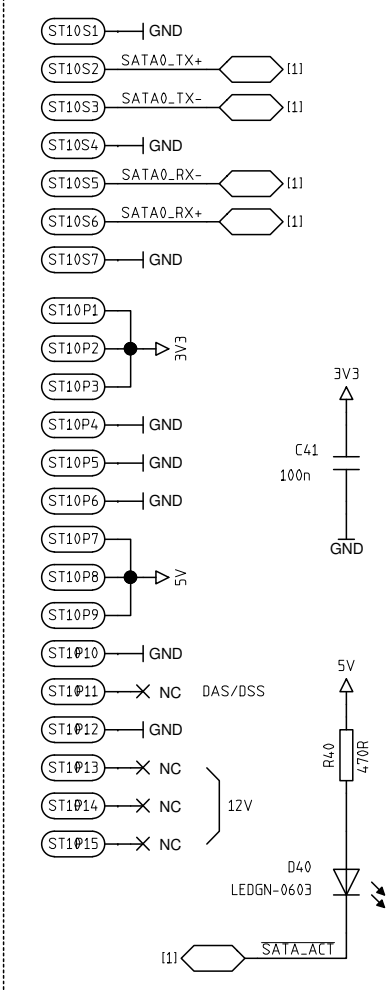 ST10S1 GND
ST10S2 SATA0_TX+ [1]
ST10S3 SATA0_TX- [1]
ST10S4 GND
ST10S5 SATA0_RX- [1]
ST10S6 SATA0_RX+ [1]
ST10S7 GND
ST10P1
ST10P2 3V3
ST10P3
ST10P4 GND
ST10P5 GND
ST10P6 GND
ST10P7
ST10P8 5V
ST10P9
ST10P10 GND
ST10P11 NC DAS/DSS
ST10P12 GND
ST10P13 NC
ST10P14 NC 12V
ST10P15 NC
3V3
C41
100n
GND
5V
R40
470R
D40
LEDGN-0603
[1] SATA_ACT